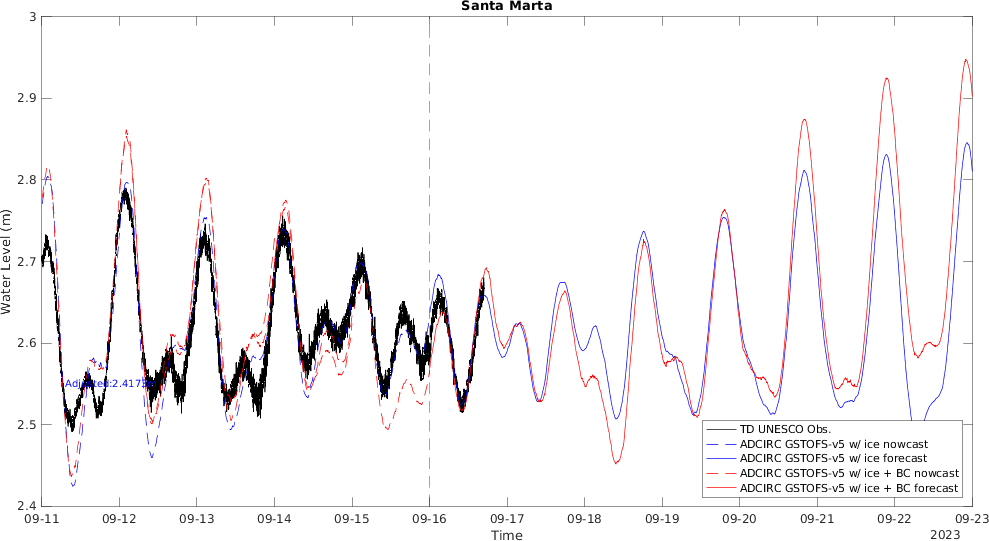 Santa Marta
3
2.9
2.8
2.7
2.6
2.5
2.4
Water Level (m)
TD UNESCO Obs.
ADCIRC GSTOFS-v5 w/ ice nowcast
ADCIRC GSTOFS-v5 w/ ice forecast
ADCIRC GSTOFS-v5 w/ ice + BC nowcast
ADCIRC GSTOFS-v5 w/ ice + BC forecast
09-11 09-12 09-13 09-14 09-15 09-16 09-17 09-18 09-19 09-20 09-21 09-22 09-23
Time
2023